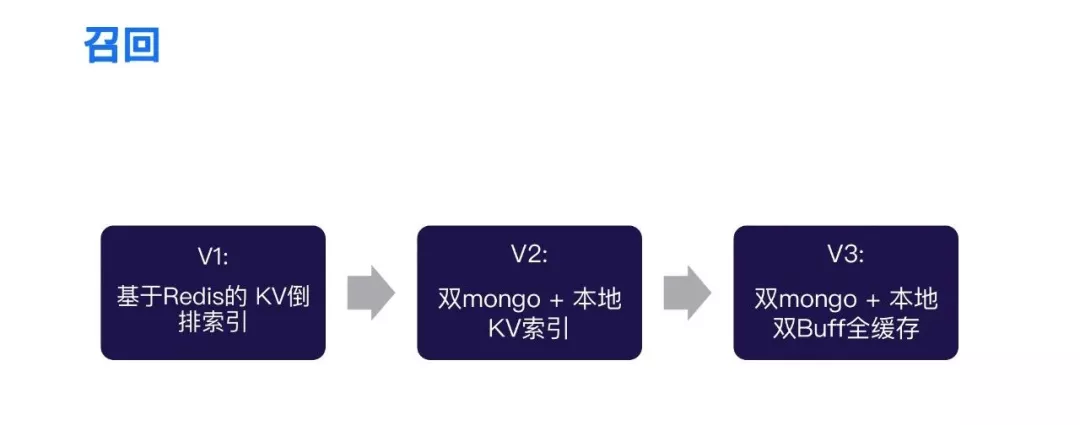 召回
V1:
基于Redis的 KV倒
排索引
V2:
双mongo + 本地
KV索引
V3:
双mongo + 本地
双Buff全缓存